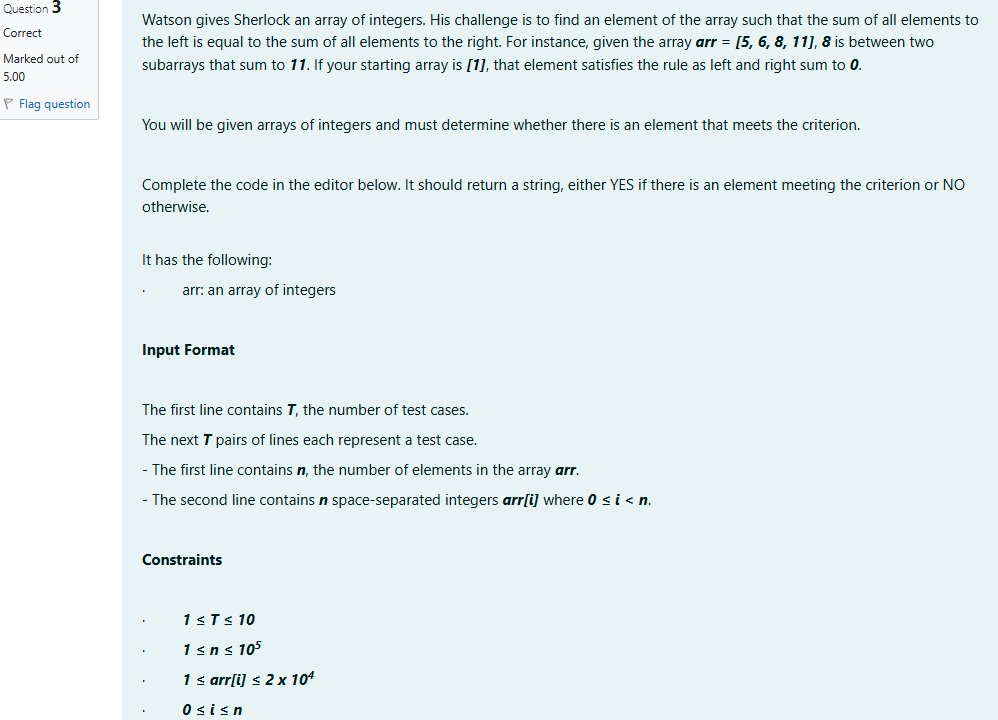 Question 3
Correct
Marked out of
5.00
Flag question
Watson gives Sherlock an array of integers. His challenge is to find an element of the array such that the sum of all elements to
the left is equal to the sum of all elements to the right. For instance, given the array arr = [5, 6, 8, 11], 8 is between two
subarrays that sum to 11. If your starting array is [1], that element satisfies the rule as left and right sum to 0.
You will be given arrays of integers and must determine whether there is an element that meets the criterion.
Complete the code in the editor below. It should return a string, either YES if there is an element meeting the criterion or NO
otherwise.
It has the following:
· arr: an array of integers
Input Format
The first line contains T, the number of test cases.
The next T pairs of lines each represent a test case.
- The first line contains n, the number of elements in the array arr.
- The second line contains n space-separated integers arr[i] where 0 ≤ i < n.
Constraints
· 1 ≤ T ≤ 10
· 1 ≤ n ≤ 10⁵
· 1 ≤ arr[i] ≤ 2 x 10⁴
· 0 ≤ i ≤ n